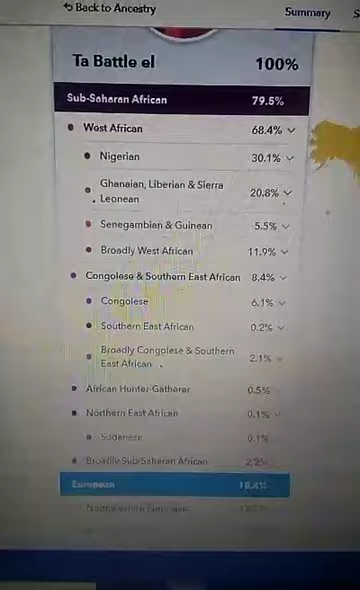 Back to Ancestry
Summary
Ta Battle el 100%
Sub-Saharan African 79.5%
West African 68.4%
Nigerian 30.1%
Ghanaian, Liberian & Sierra
Leonean 20.8%
Senegambian & Guinean 5.5%
Broadly West African 11.9%
Congolese & Southern East African 8.4%
Congolese 6.1%
Southern East African 0.2%
Broadly Congolese & Southern
East African 2.1%
African Hunter-Gatherer 0.5%
Northern East African 0.1%
Sudanese 0.1%
Broadly Sub-Saharan African 2.2%
European 18.4%